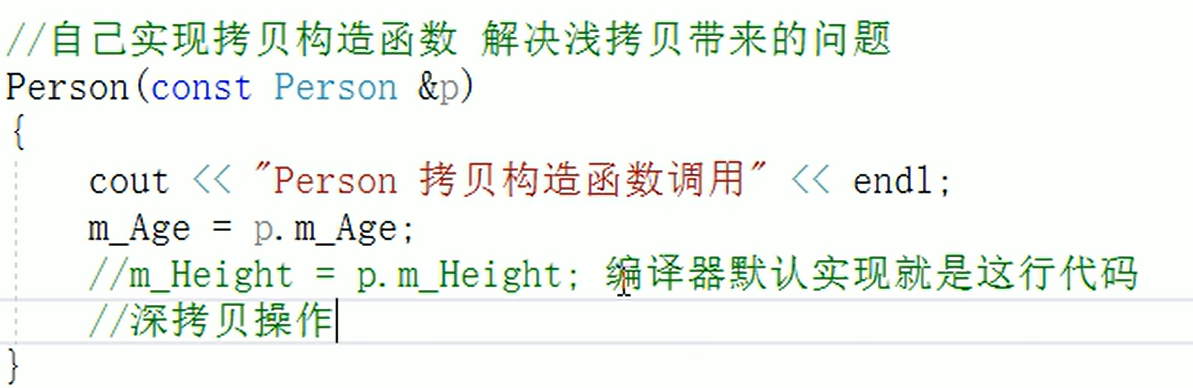 //自己实现拷贝构造函数 解决浅拷贝带来的问题
Person(const Person &p)
{
cout << "Person 拷贝构造函数调用" << endl;
m_Age = p.m_Age;
//m_Height = p.m_Height; 编译器默认实现就是这行代码
//深拷贝操作
}